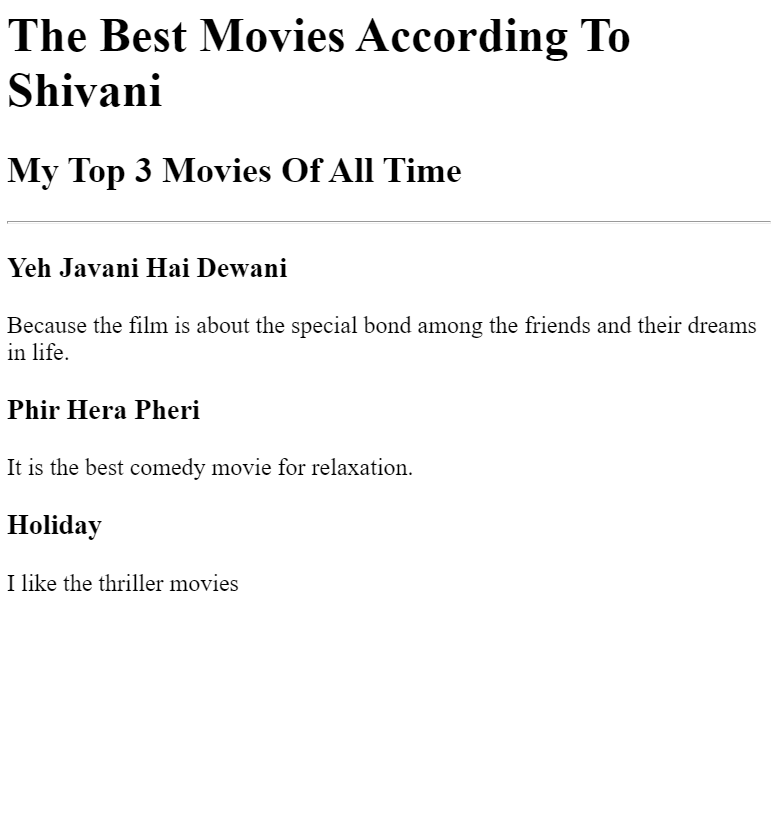 The Best Movies According To
Shivani
My Top 3 Movies Of All Time
Yeh Javani Hai Dewani
Because the film is about the special bond among the friends and their dreams
in life.
Phir Hera Pheri
It is the best comedy movie for relaxation.
Holiday
I like the thriller movies